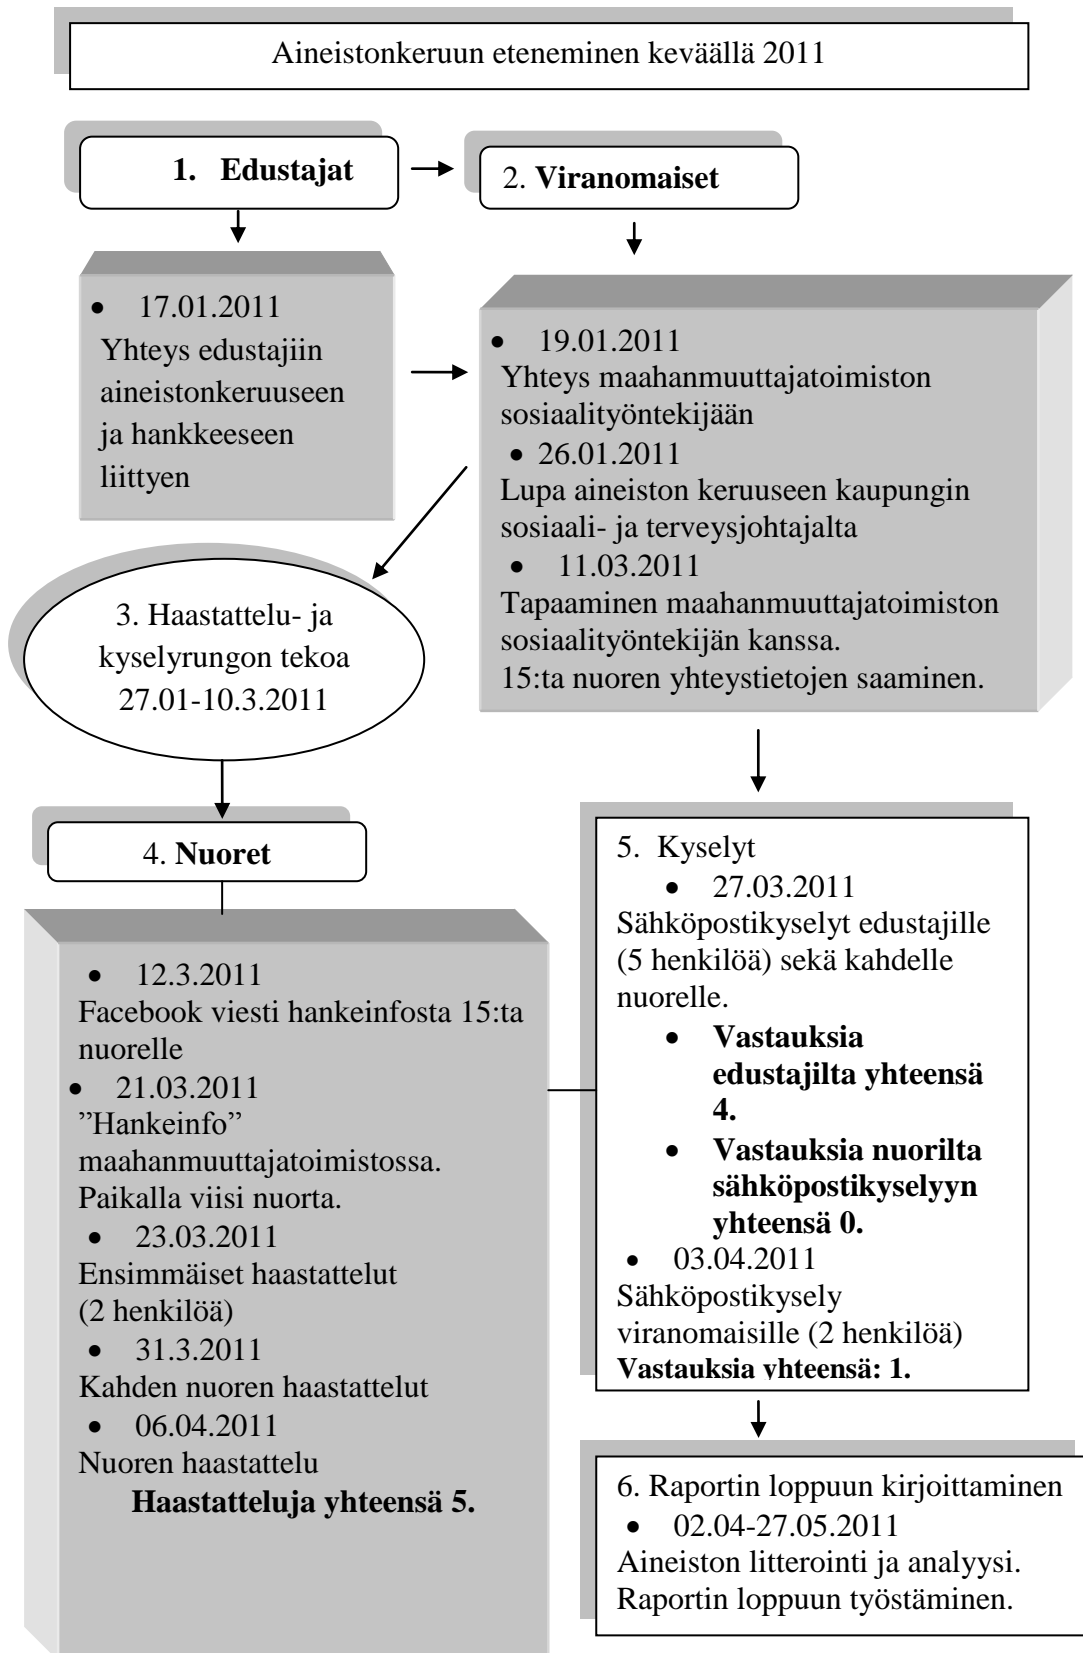 Aineistonkeruun eteneminen keväällä 2011
1. Edustajat
2. Viranomaiset
• 17.01.2011
Yhteys edustajiin
aineistonkeruuseen
ja hankkeeseen
liittyen
• 19.01.2011
Yhteys maahanmuuttajatoimiston
sosiaalityöntekijään
• 26.01.2011
Lupa aineiston keruuseen kaupungin
sosiaali- ja terveysjohtajalta
• 11.03.2011
Tapaaminen maahanmuuttajatoimiston
sosiaalityöntekijän kanssa.
15:ta nuoren yhteystietojen saaminen.
3. Haastattelu- ja
kyselyrungon tekoa
27.01-10.3.2011
4. Nuoret
• 12.3.2011
Facebook viesti hankeinfosta 15:ta
nuorelle
• 21.03.2011
”Hankeinfo”
maahanmuuttajatoimistossa.
Paikalla viisi nuorta.
• 23.03.2011
Ensimmäiset haastattelut
(2 henkilöä)
• 31.3.2011
Kahden nuoren haastattelut
• 06.04.2011
Nuoren haastattelu
Haastatteluja yhteensä 5.
5. Kyselyt
• 27.03.2011
Sähköpostikyselyt edustajille
(5 henkilöä) sekä kahdelle
nuorelle.
• Vastauksia
edustajilta yhteensä
4.
• Vastauksia nuorilta
sähköpostikyselyyn
yhteensä 0.
• 03.04.2011
Sähköpostikysely
viranomaisille (2 henkilöä)
Vastauksia yhteensä: 1.
6. Raportin loppuun kirjoittaminen
• 02.04-27.05.2011
Aineiston litterointi ja analyysi.
Raportin loppuun työstäminen.